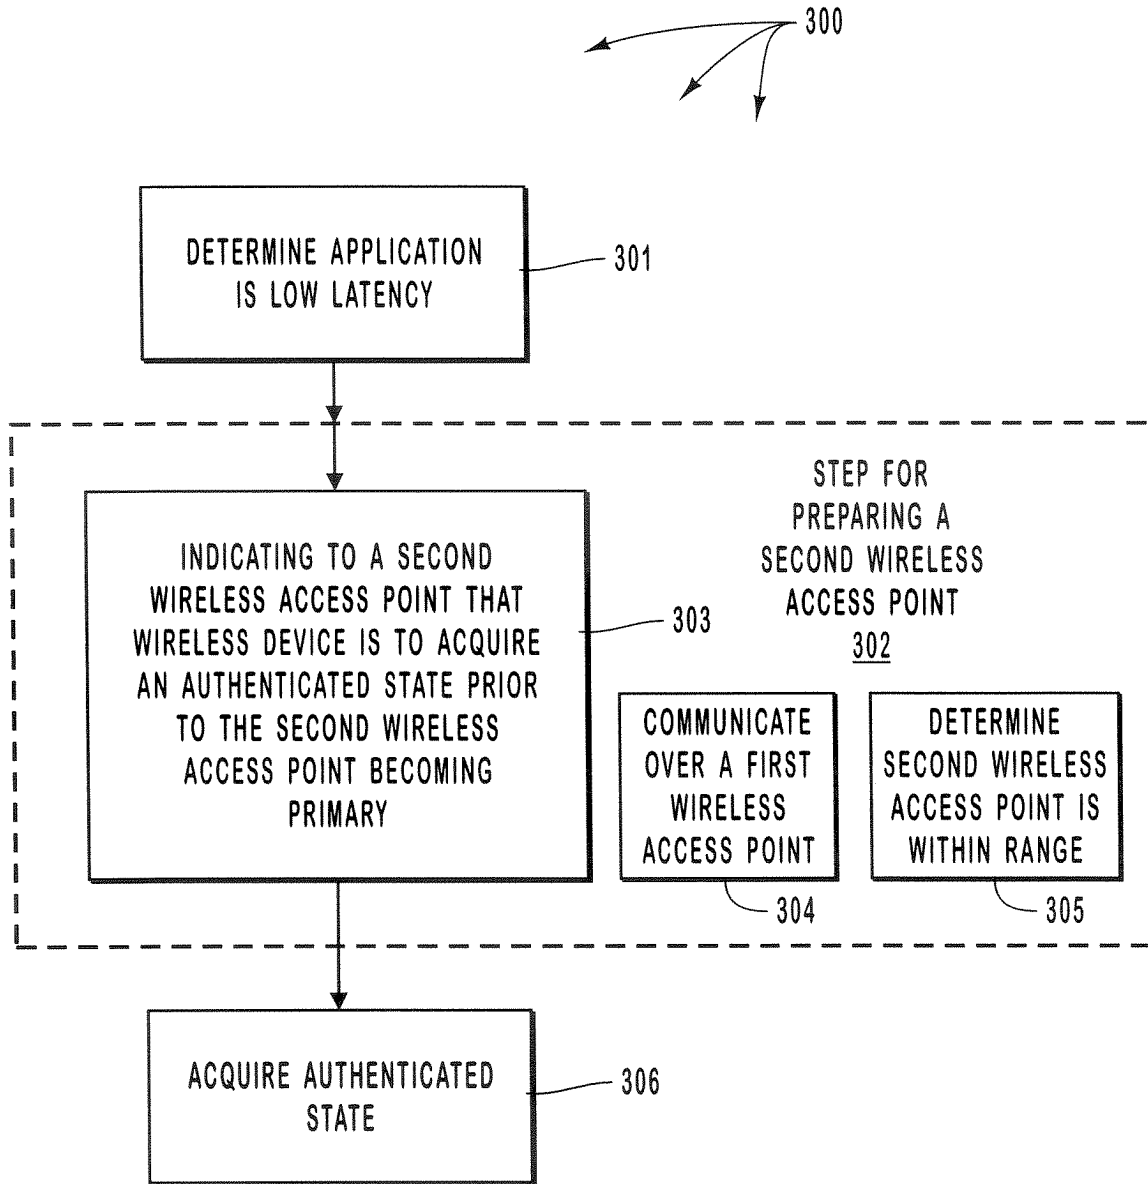 300
DETERMINE APPLICATION
IS LOW LATENCY
301
STEP FOR
PREPARING A
SECOND WIRELESS
ACCESS POINT
302
INDICATING TO A SECOND
WIRELESS ACCESS POINT THAT
WIRELESS DEVICE IS TO ACQUIRE
AN AUTHENTICATED STATE PRIOR
TO THE SECOND WIRELESS
ACCESS POINT BECOMING
PRIMARY
303
COMMUNICATE
OVER A FIRST
WIRELESS
ACCESS POINT
304
DETERMINE
SECOND WIRELESS
ACCESS POINT IS
WITHIN RANGE
305
ACQUIRE AUTHENTICATED
STATE
306